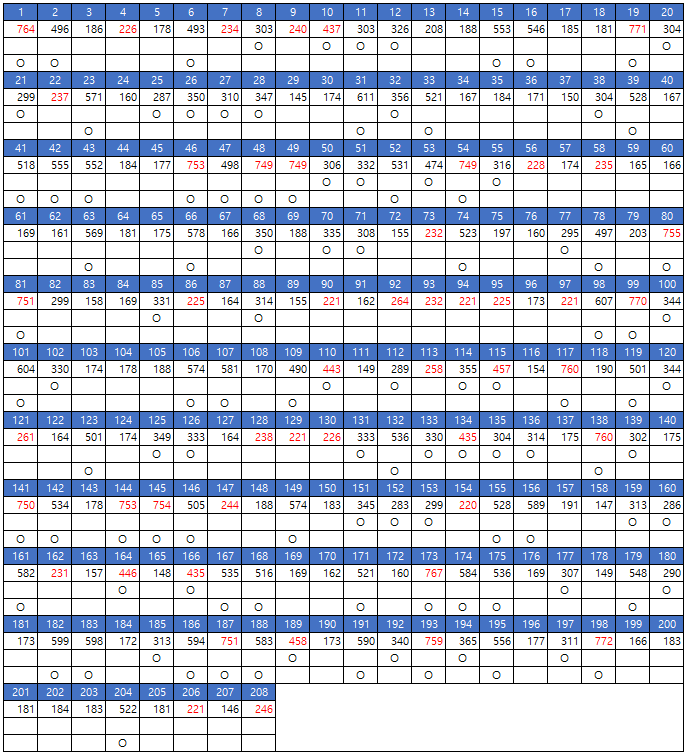 1 2 3 4 5 6 7 8 9 10 11 12 13 14 15 16 17 18 19 20
764 496 186 226 178 493 234 303 240 437 303 326 208 188 553 546 185 181 771 304
○ ○ ○ ○
○ ○ ○ ○ ○ ○
21 22 23 24 25 26 27 28 29 30 31 32 33 34 35 36 37 38 39 40
299 237 571 160 287 350 310 347 145 174 611 356 521 167 184 171 150 304 528 167
○ ○ ○ ○ ○ ○ ○
○ ○ ○ ○
41 42 43 44 45 46 47 48 49 50 51 52 53 54 55 56 57 58 59 60
518 555 552 184 177 753 498 749 749 306 332 531 474 749 316 228 174 235 165 166
○ ○ ○ ○
○ ○ ○ ○ ○ ○ ○ ○ ○
61 62 63 64 65 66 67 68 69 70 71 72 73 74 75 76 77 78 79 80
169 161 569 181 175 578 166 350 188 335 308 155 232 523 197 160 295 497 203 755
○ ○ ○ ○
○ ○ ○ ○ ○
81 82 83 84 85 86 87 88 89 90 91 92 93 94 95 96 97 98 99 100
751 299 158 169 331 225 164 314 155 221 162 264 232 221 225 173 221 607 770 344
○ ○ ○
○ ○ ○
101 102 103 104 105 106 107 108 109 110 111 112 113 114 115 116 117 118 119 120
604 330 174 178 188 574 581 170 490 443 149 289 258 355 457 154 760 190 501 344
○ ○ ○ ○ ○ ○
○ ○ ○ ○ ○ ○
121 122 123 124 125 126 127 128 129 130 131 132 133 134 135 136 137 138 139 140
261 164 501 174 349 333 164 238 221 226 333 536 330 435 304 314 175 760 302 175
○ ○ ○ ○ ○ ○ ○ ○
○ ○ ○
141 142 143 144 145 146 147 148 149 150 151 152 153 154 155 156 157 158 159 160
750 534 178 753 754 505 244 188 574 183 345 283 299 220 528 589 191 147 313 286
○ ○ ○ ○ ○
○ ○ ○ ○ ○ ○ ○ ○
161 162 163 164 165 166 167 168 169 170 171 172 173 174 175 176 177 178 179 180
582 231 157 446 148 435 535 516 169 162 521 160 767 584 536 169 307 149 548 290
○ ○ ○ ○
○ ○ ○ ○ ○ ○ ○ ○
181 182 183 184 185 186 187 188 189 190 191 192 193 194 195 196 197 198 199 200
173 599 598 172 313 594 751 583 458 173 590 340 759 365 556 177 311 772 166 183
○ ○ ○ ○ ○
○ ○ ○ ○ ○ ○ ○ ○ ○
201 202 203 204 205 206 207 208
181 184 183 522 181 221 146 246
○